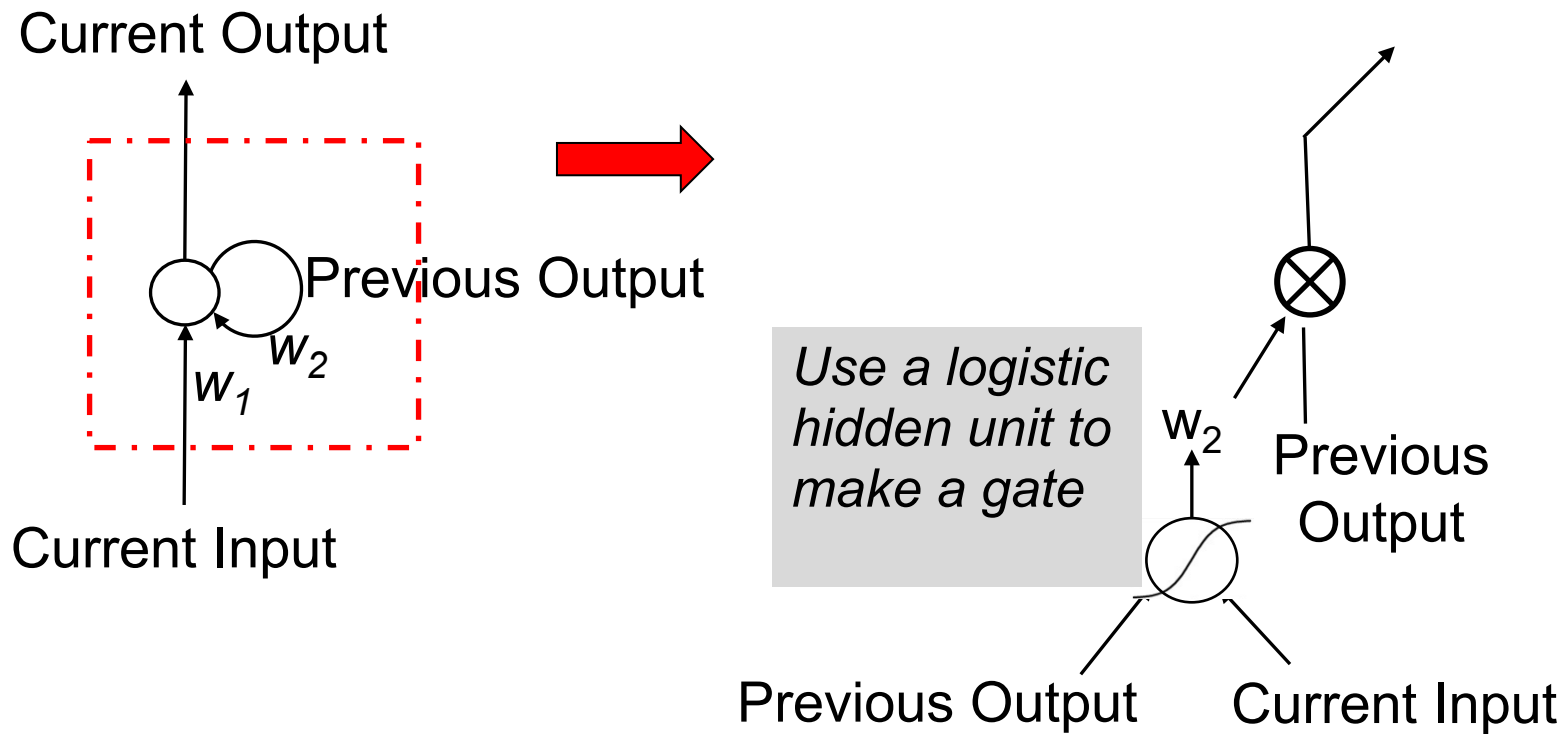 Current Output
Previous Output
w2
w1
Current Input
Use a logistic
hidden unit to
make a gate
w2
Previous
Output
Previous Output
Current Input